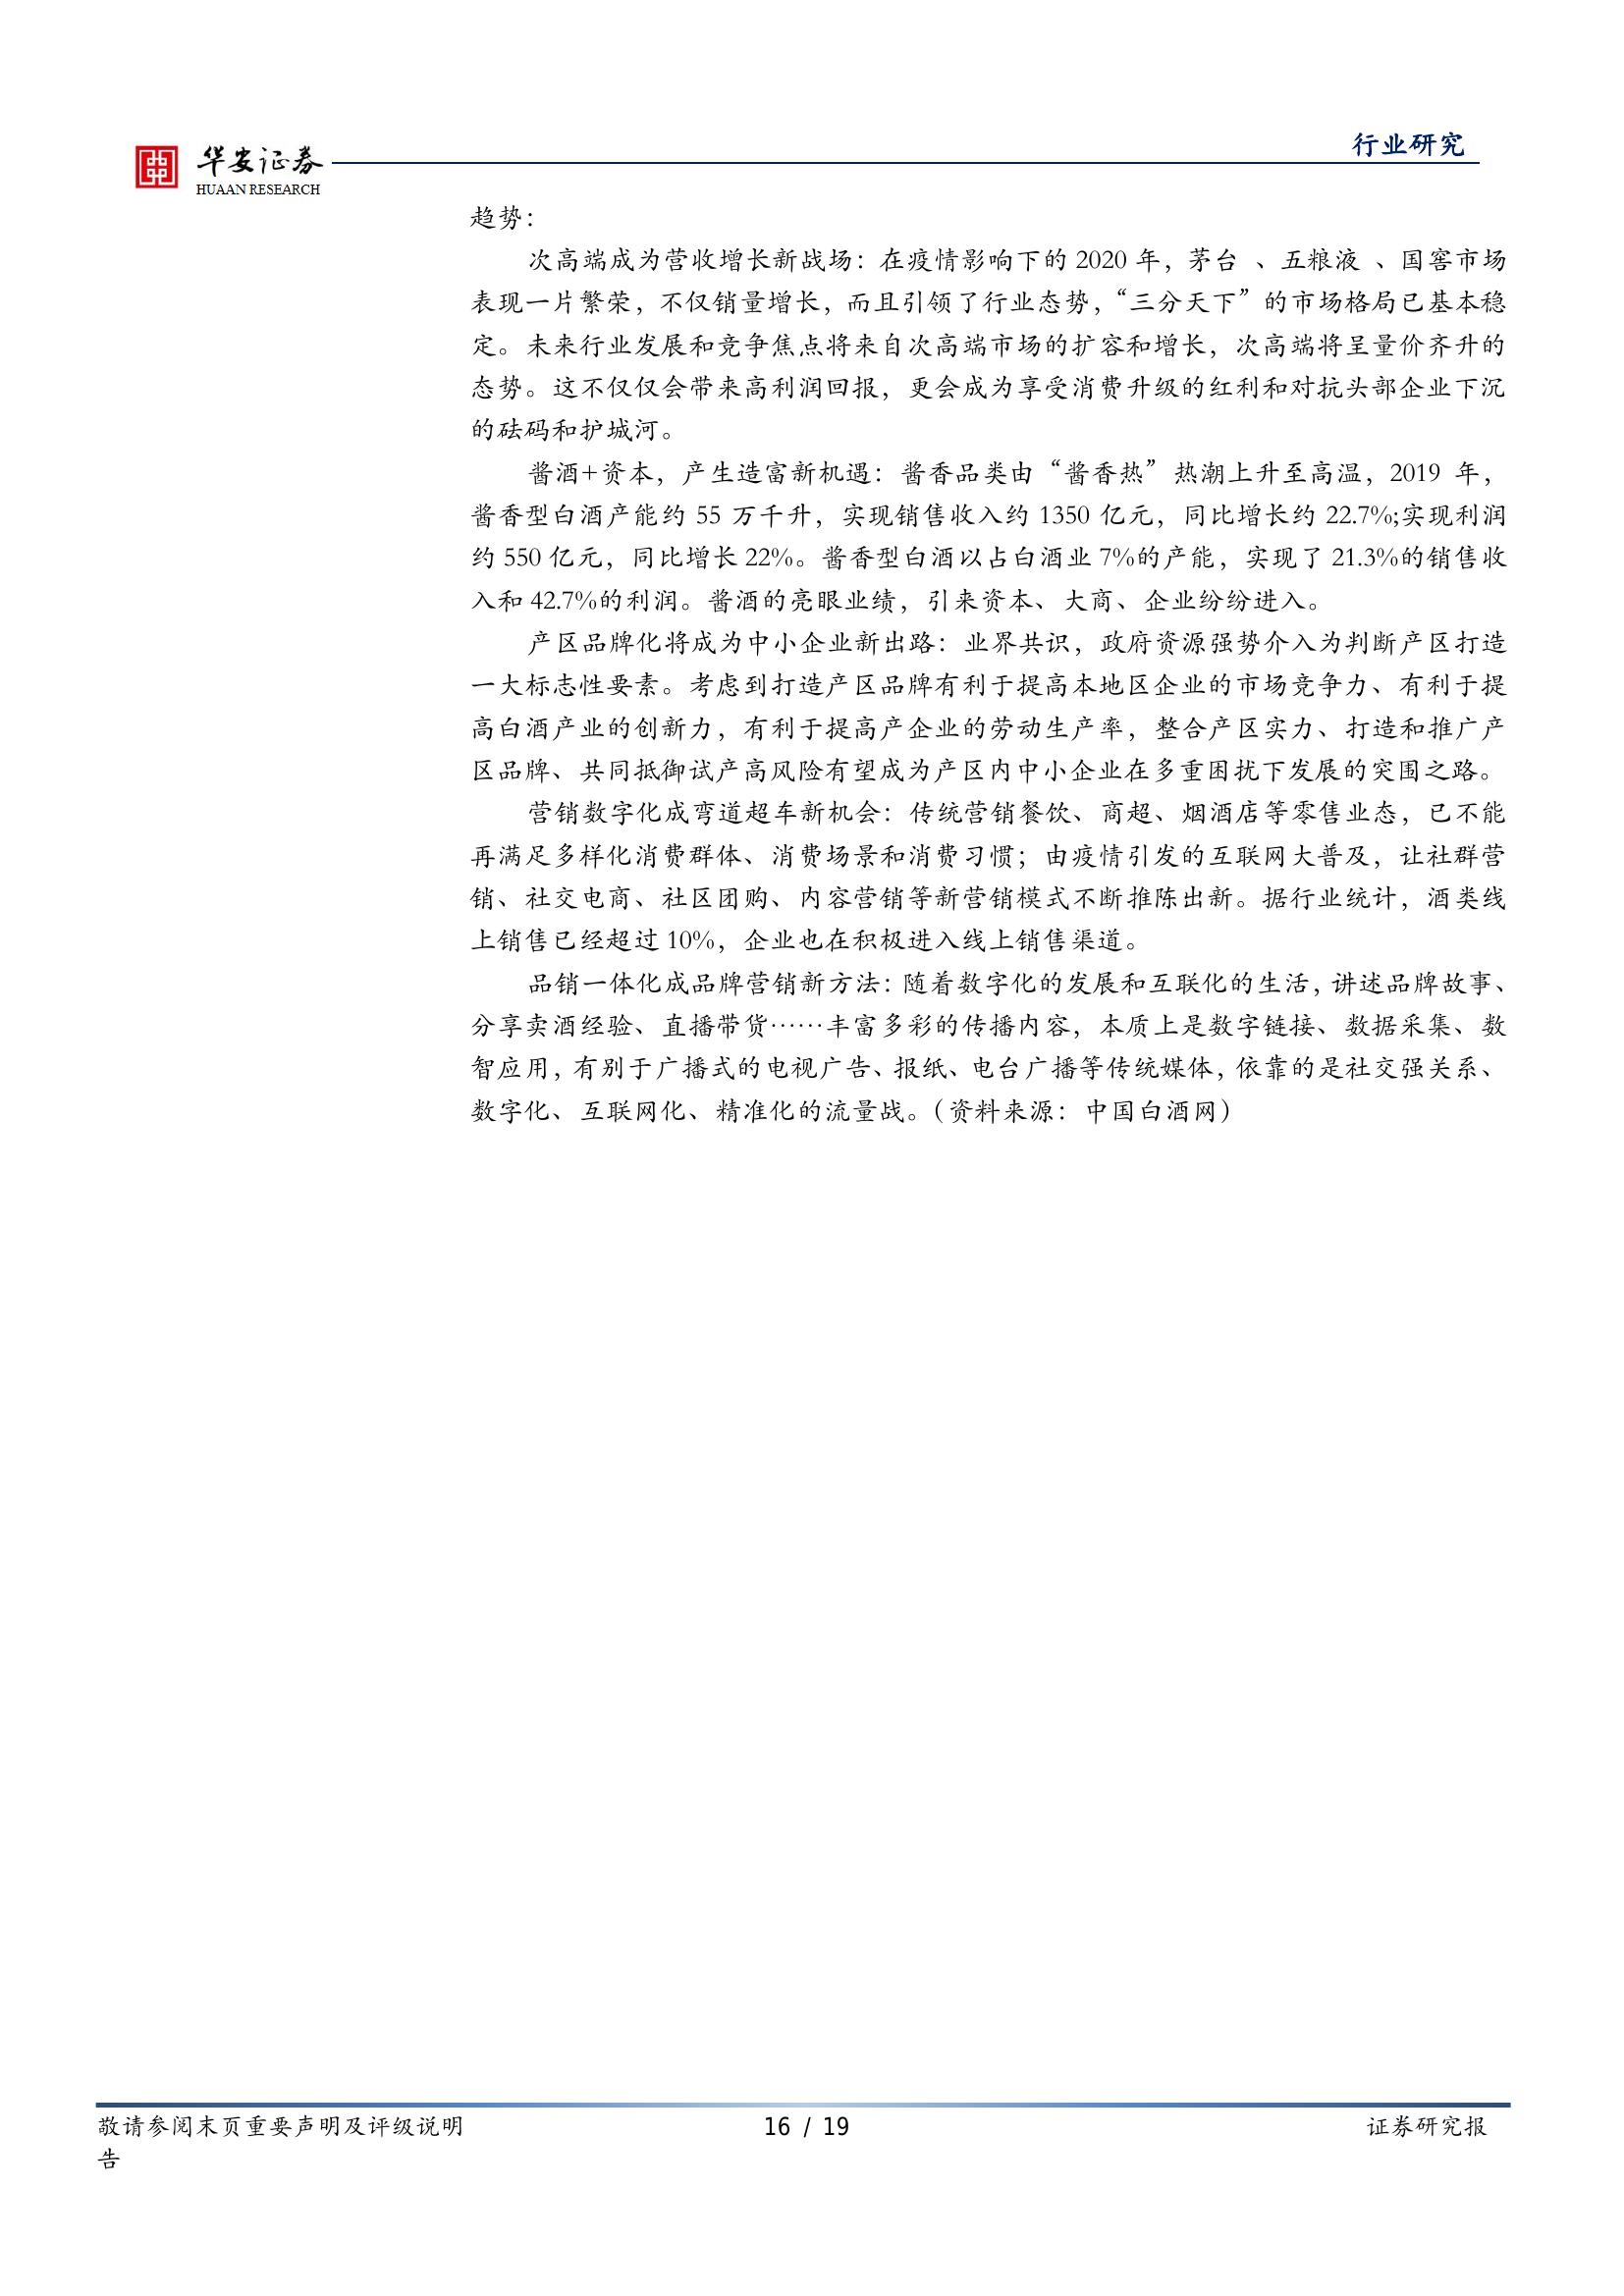 华安证券
HUAAN RESEARCH
行业研究
趋势：
次高端成为营收增长新战场：在疫情影响下的 2020 年，茅台 、五粮液 、国窖市场
表现一片繁荣，不仅销量增长，而且引领了行业态势，“三分天下”的市场格局已基本稳
定。未来行业发展和竞争焦点将来自次高端市场的扩容和增长，次高端将呈量价齐升的
态势。这不仅仅会带来高利润回报，更会成为享受消费升级的红利和对抗头部企业下沉
的砝码和护城河。
酱酒+资本，产生造富新机遇：酱香品类由“酱香热”热潮上升至高温，2019 年，
酱香型白酒产能约 55 万千升，实现销售收入约 1350 亿元，同比增长约 22.7%;实现利润
约 550 亿元，同比增长 22%。酱香型白酒以占白酒业 7%的产能，实现了 21.3%的销售收
入和 42.7%的利润。酱酒的亮眼业绩，引来资本、大商、企业纷纷进入。
产区品牌化将成为中小企业新出路：业界共识，政府资源强势介入为判断产区打造
一大标志性要素。考虑到打造产区品牌有利于提高本地区企业的市场竞争力、有利于提
高白酒产业的创新力，有利于提高产企业的劳动生产率，整合产区实力、打造和推广产
区品牌、共同抵御试产高风险有望成为产区内中小企业在多重困扰下发展的突围之路。
营销数字化成弯道超车新机会：传统营销餐饮、商超、烟酒店等零售业态，已不能
再满足多样化消费群体、消费场景和消费习惯；由疫情引发的互联网大普及，让社群营
销、社交电商、社区团购、内容营销等新营销模式不断推陈出新。据行业统计，酒类线
上销售已经超过 10%，企业也在积极进入线上销售渠道。
品销一体化成品牌营销新方法：随着数字化的发展和互联化的生活，讲述品牌故事、
分享卖酒经验、直播带货……丰富多彩的传播内容，本质上是数字链接、数据采集、数
智应用，有别于广播式的电视广告、报纸、电台广播等传统媒体，依靠的是社交强关系、
数字化、互联网化、精准化的流量战。（资料来源：中国白酒网）
敬请参阅末页重要声明及评级说明 16 / 19 证券研究报
告